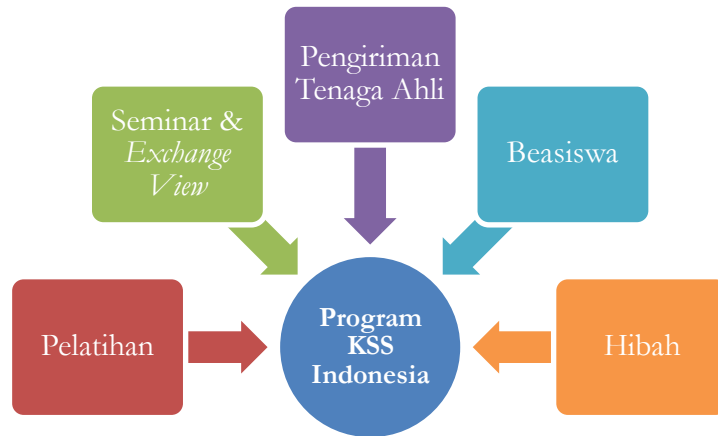 Pengiriman
Tenaga Ahli
Seminar &
Exchange
View
Beasiswa
Pelatihan
Program
KSS
Indonesia
Hibah